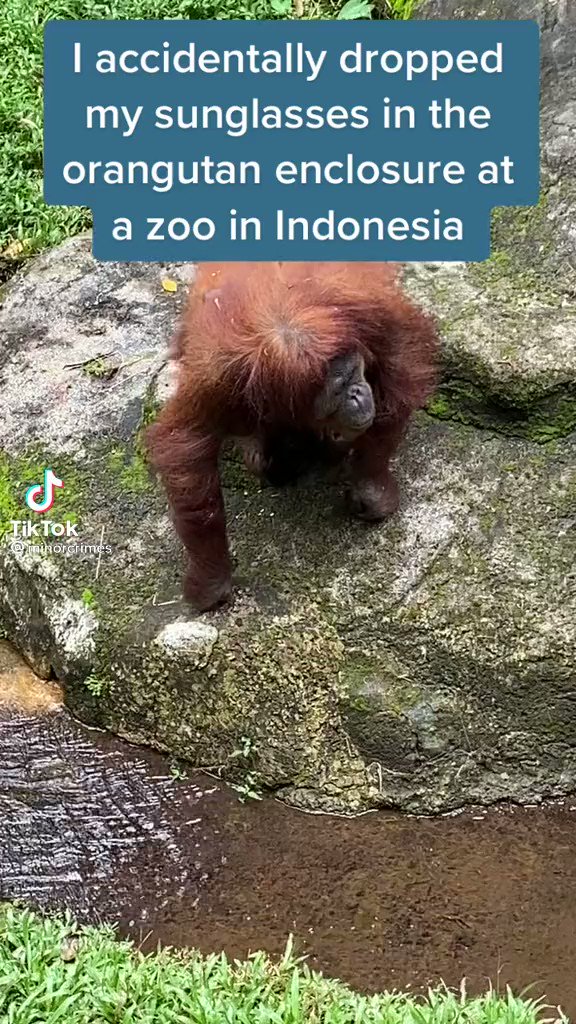 I accidentally dropped
my sunglasses in the
orangutan enclosure at
a zoo in Indonesia
TikTok
@minorcrimes